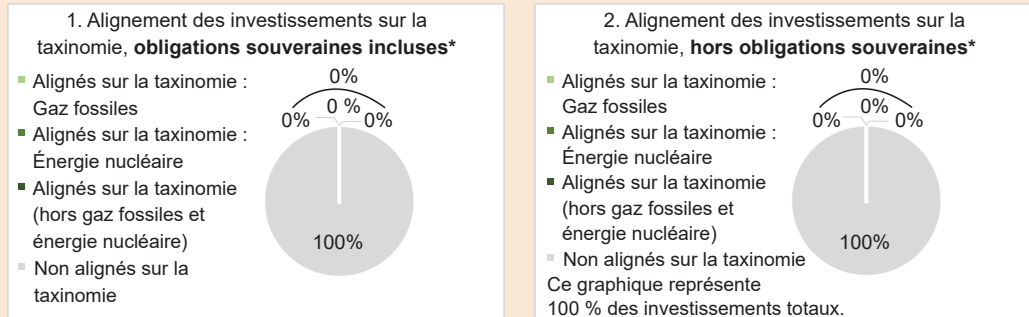 1. Alignement des investissements sur la
taxinomie, obligations souveraines incluses*
Alignés sur la taxinomie :
Gaz fossiles
Alignés sur la taxinomie :
Énergie nucléaire
Alignés sur la taxinomie
(hors gaz fossiles et
énergie nucléaire)
Non alignés sur la
taxinomie
0%
0 %
0% 0%
100%
2. Alignement des investissements sur la
taxinomie, hors obligations souveraines*
Alignés sur la taxinomie :
Gaz fossiles
Alignés sur la taxinomie :
Énergie nucléaire
Alignés sur la taxinomie
(hors gaz fossiles et
énergie nucléaire)
Non alignés sur la taxinomie
Ce graphique représente
100 % des investissements totaux.
0%
0%
0% 0%
100%